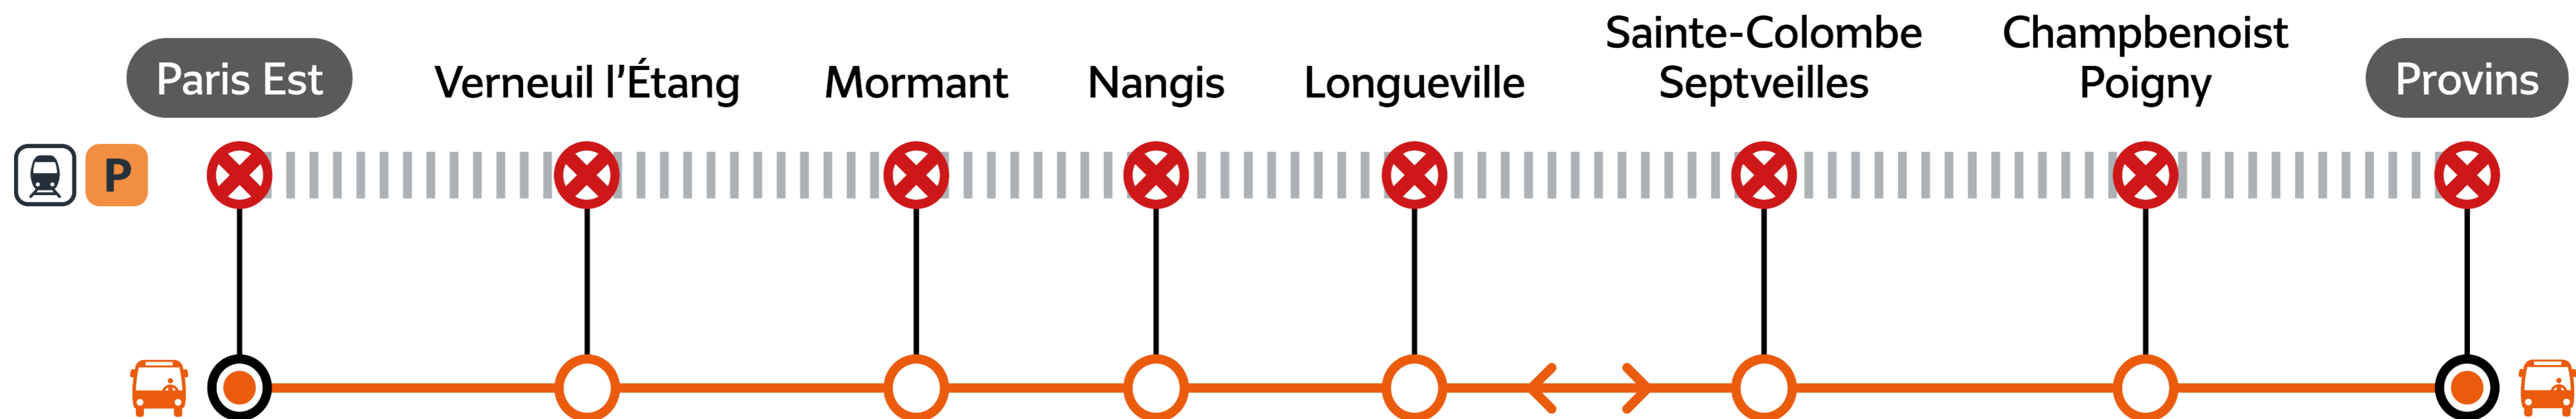 Paris Est
Verneuil l'Étang
Mormant
Nangis
Longueville
Sainte-Colombe
Septveilles
Champbenoist
Poigny
Provins
P